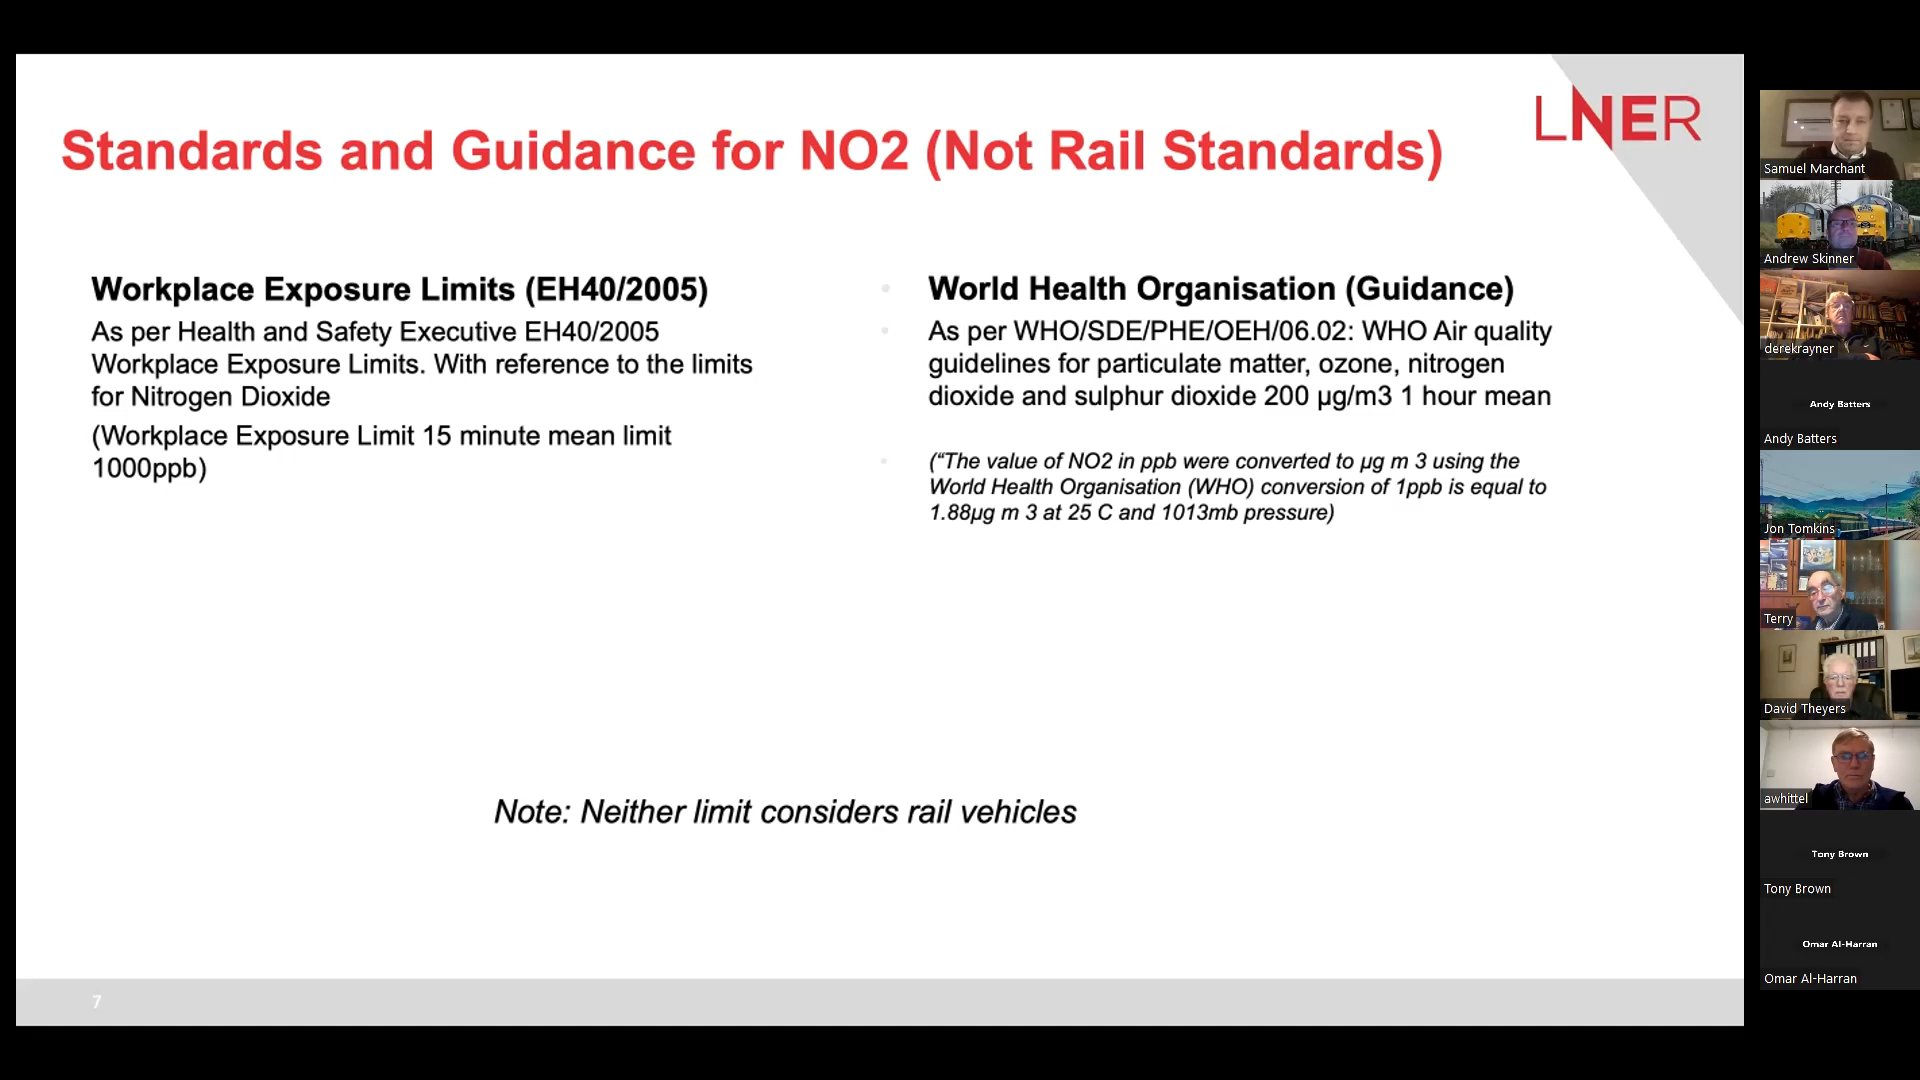 LNER
Standards and Guidance for NO2 (Not Rail Standards)
Workplace Exposure Limits (EH40/2005)
As per Health and Safety Executive EH40/2005
Workplace Exposure Limits. With reference to the limits
for Nitrogen Dioxide
(Workplace Exposure Limit 15 minute mean limit
1000ppb)
World Health Organisation (Guidance)
As per WHO/SDE/PHE/OEH/06.02: WHO Air quality
guidelines for particulate matter, ozone, nitrogen
dioxide and sulphur dioxide 200 µg/m3 1 hour mean
(“The value of NO2 in ppb were converted to µg m 3 using the
World Health Organisation (WHO) conversion of 1ppb is equal to
1.88µg m 3 at 25 C and 1013mb pressure)
Note: Neither limit considers rail vehicles
7
Samuel Marchant
Andrew Skinner
derekrayner
Andy Batters
Andy Batters
Jon Tomkins
Terry
David Theyers
awhittel
Tony Brown
Tony Brown
Omar Al-Harran
Omar Al-Harran